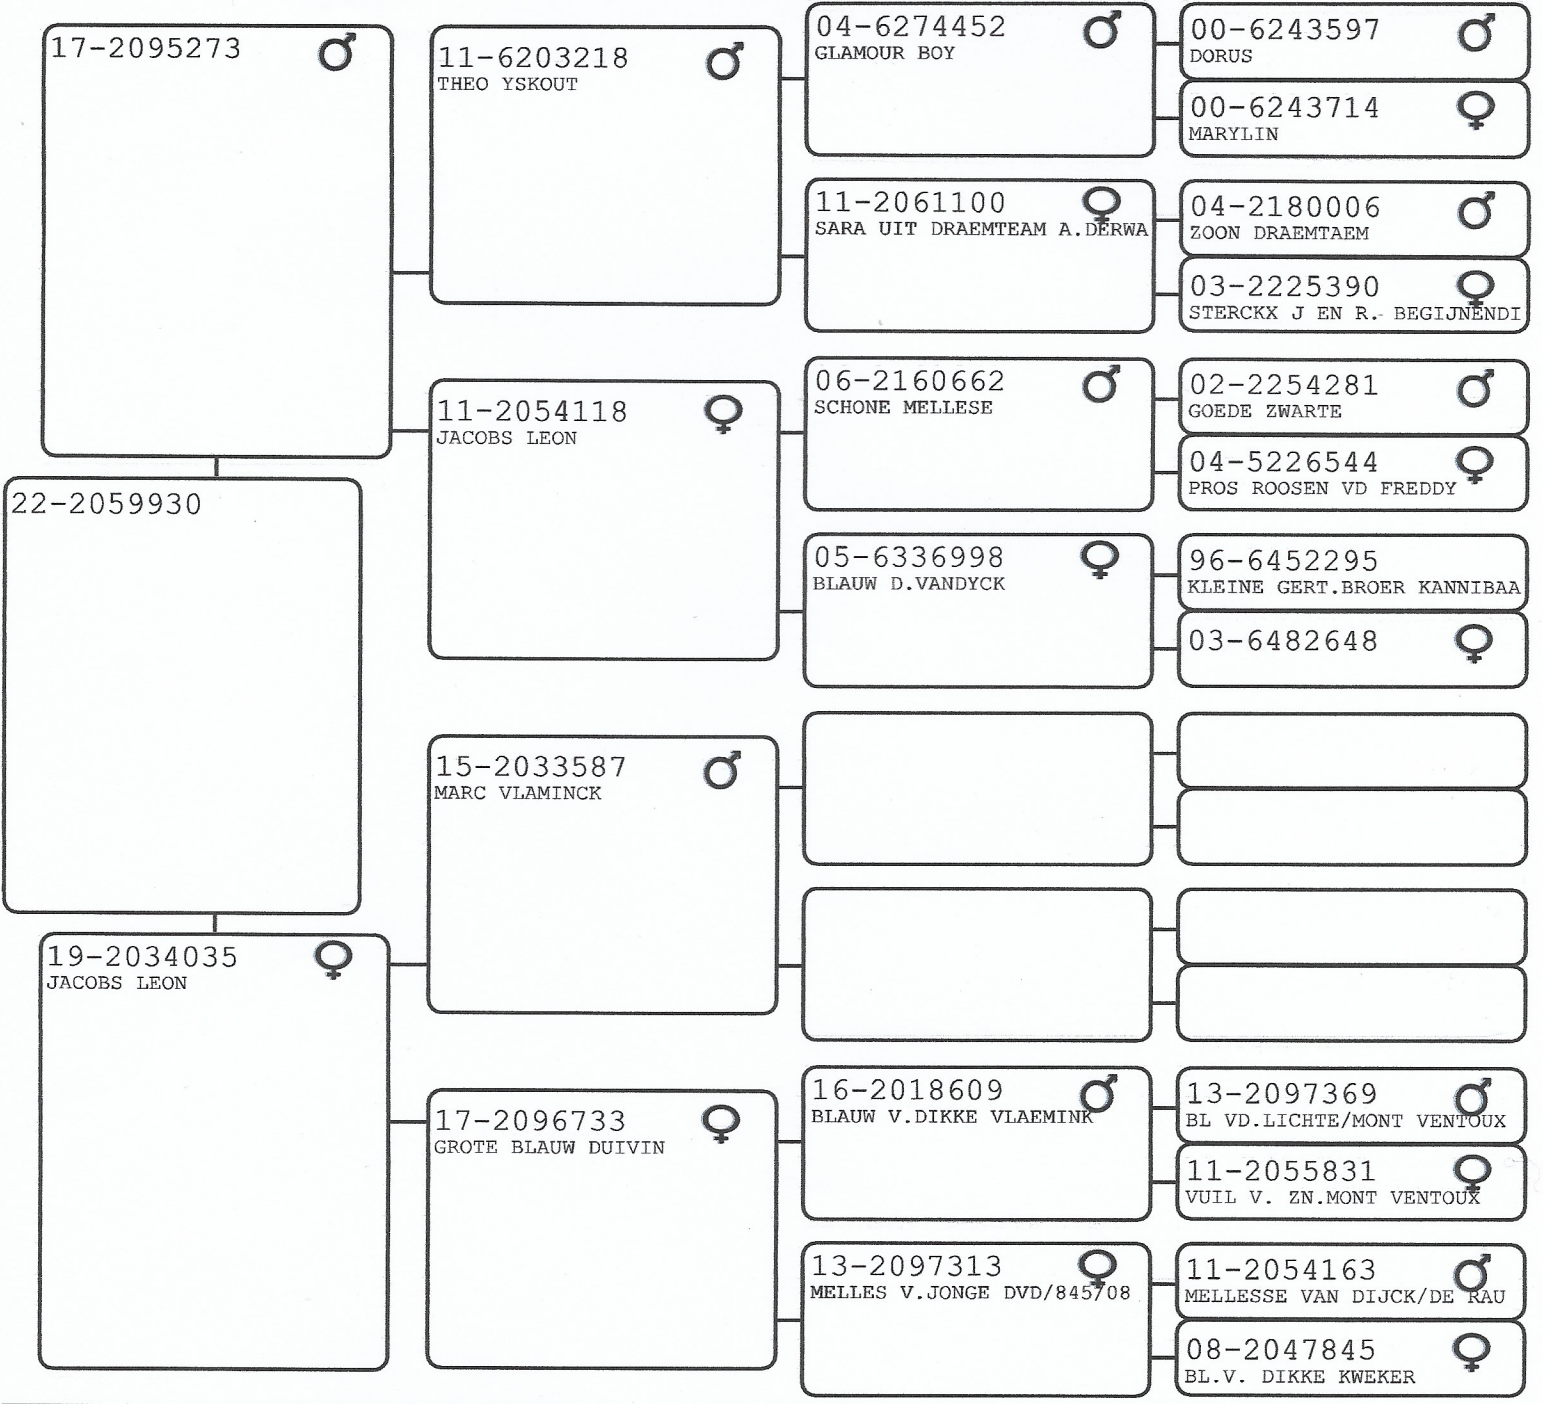 17-2095273
11-6203218
THEO YSKOUT
04-6274452
GLAMOUR BOY
00-6243597
DORUS
00-6243714
MARYLIN
11-2061100
SARA UIT DRAEMTEAM A.DERWA
04-2180006
ZOON DRAEMTAEM
03-2225390
STERCKX J EN R.- BEGIJNENDI
11-2054118
JACOBS LEON
06-2160662
SCHONE MELLESE
02-2254281
GOEDE ZWARTE
04-5226544
PROS ROOSEN VD FREDDY
05-6336998
BLAUW D.VANDYCK
96-6452295
KLEINE GERT.BROER KANNIBAA
03-6482648
22-2059930
19-2034035
JACOBS LEON
15-2033587
MARC VLAMINCK
17-2096733
GROTE BLAUW DUIVIN
16-2018609
BLAUW V.DIKKE VLAEMINK
13-2097369
BL VD.LICHTE/MONT VENTOUX
11-2055831
VUIL V. ZN.MONT VENTOUX
13-2097313
MELLES V.JONGE DVD/845/08
11-2054163
MELLESSE VAN DIJCK/DE RAU
08-2047845
BL.V. DIKKE KWEKER